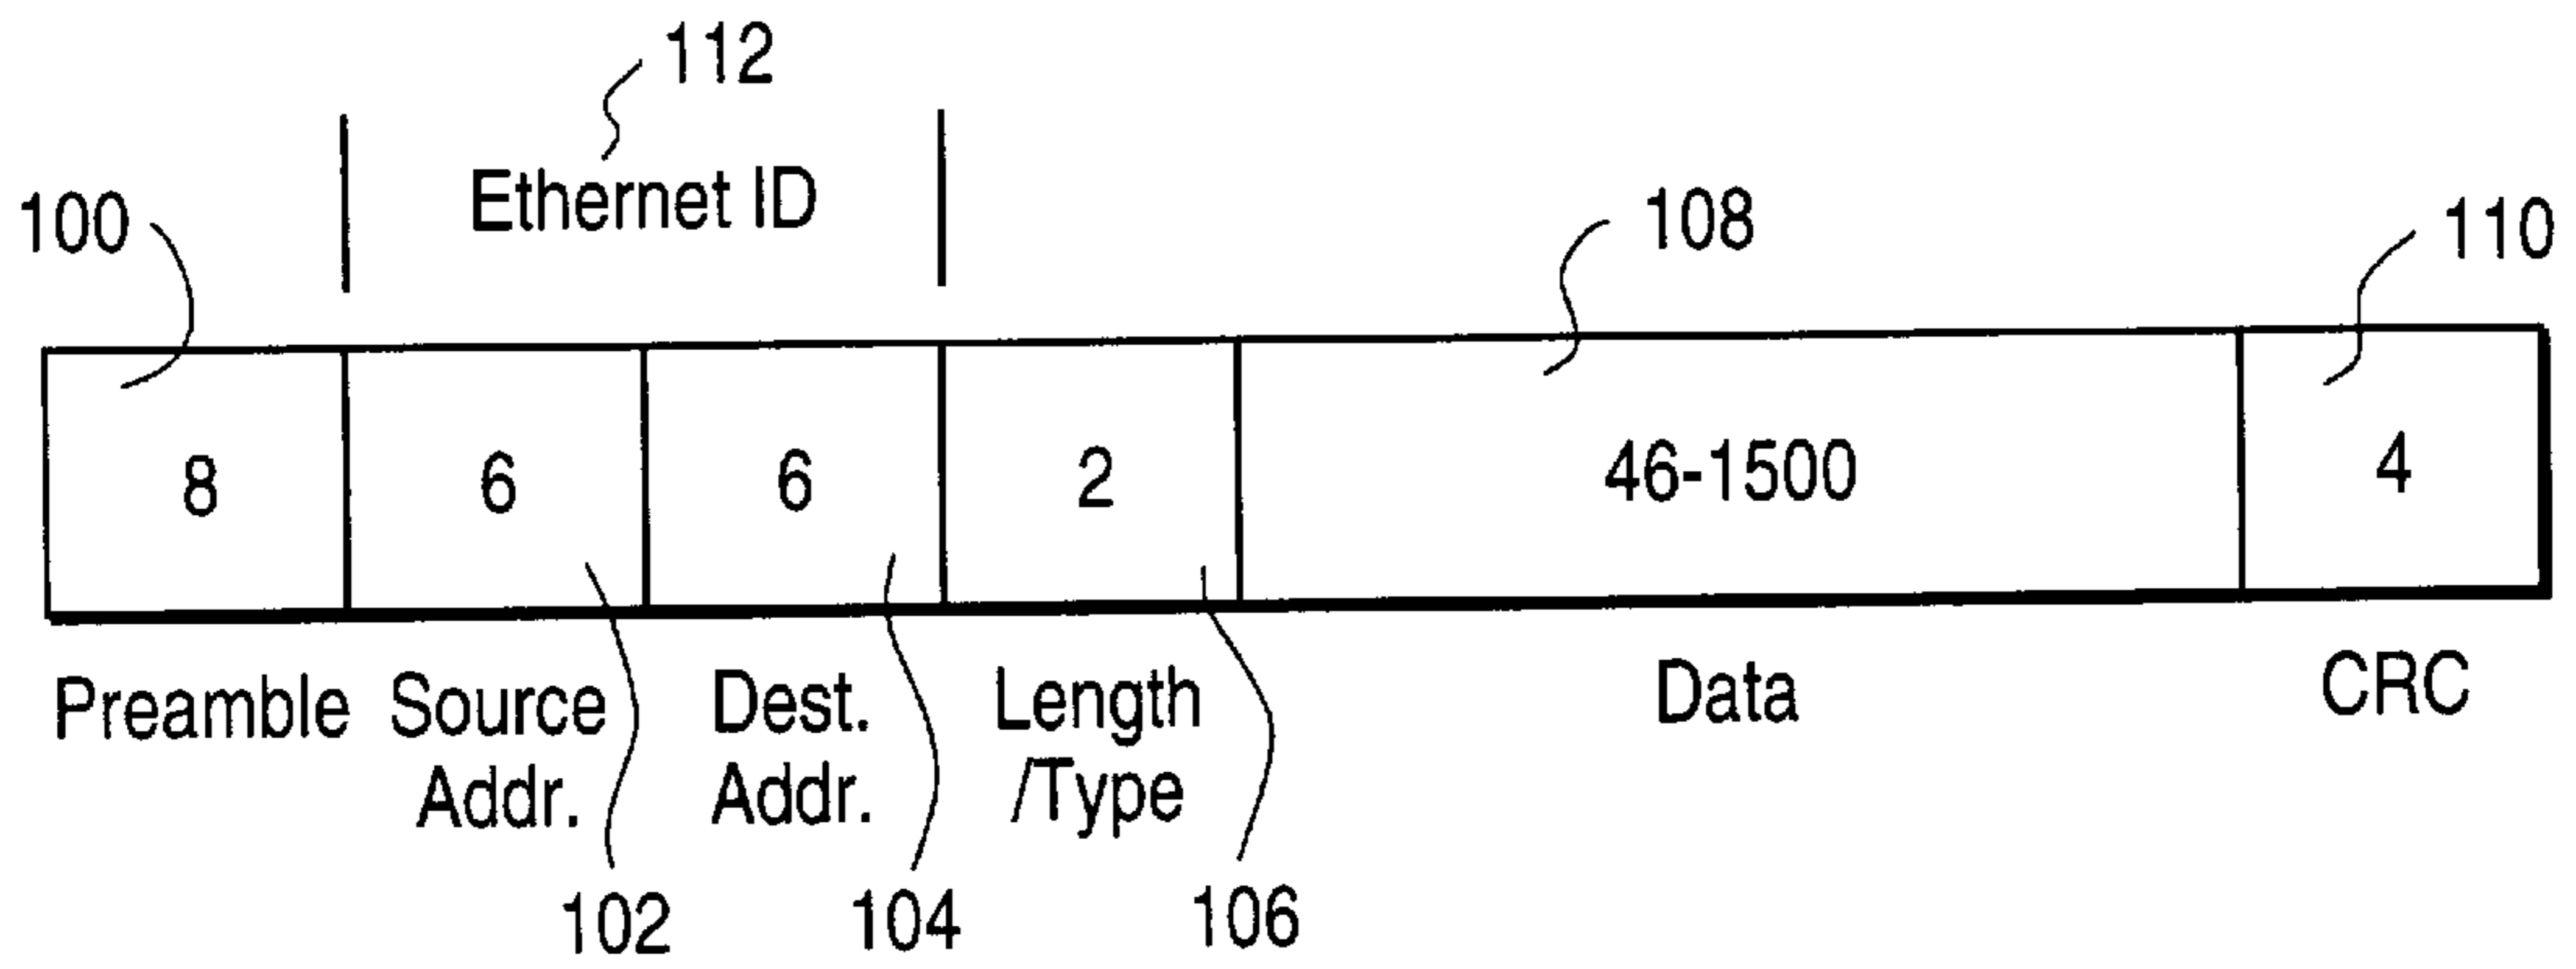 112
Ethernet ID
100
108
110
8 6 6 2 46-1500 4
Preamble Source Addr. Dest. Addr. Length /Type Data CRC
102 104 106